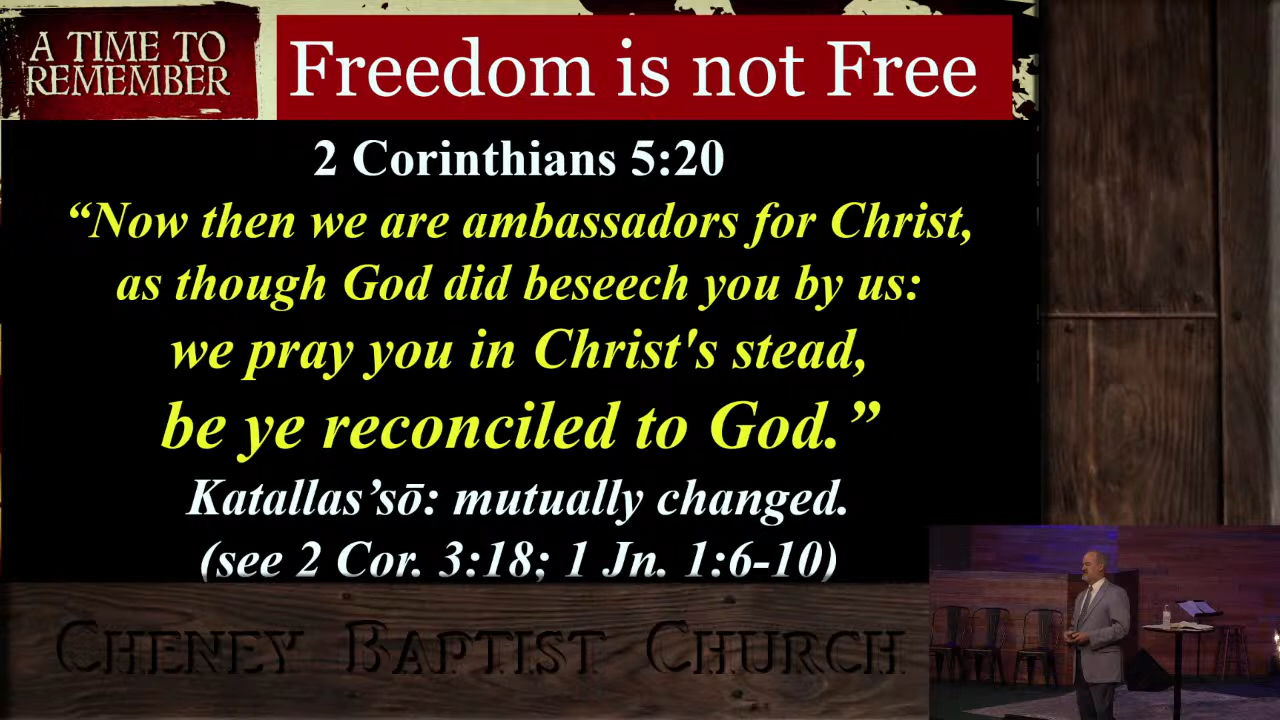 A TIME TO
REMEMBER
Freedom is not Free
2 Corinthians 5:20
“Now then we are ambassadors for Christ,
as though God did beseech you by us:
we pray you in Christ's stead,
be ye reconciled to God.”
Katallas’sō: mutually changed.
(see 2 Cor. 3:18; 1 Jn. 1:6-10)
CHENEY BAPTIST CHURCH